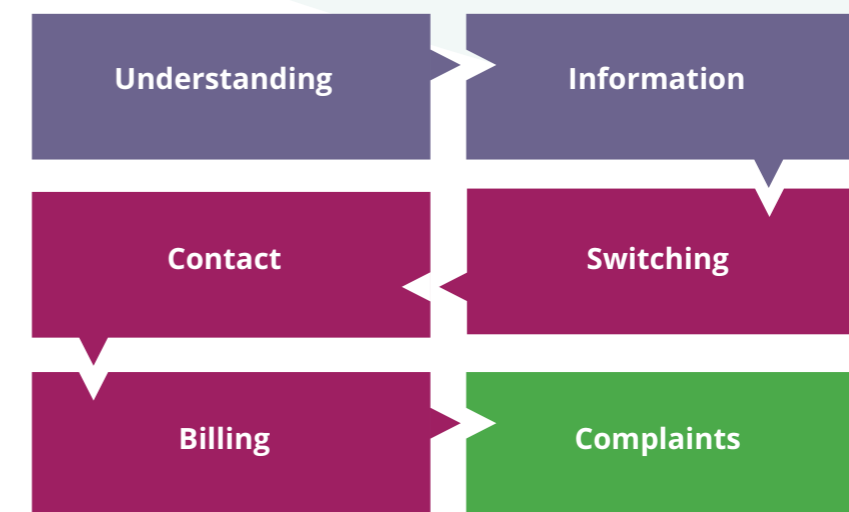 Understanding
Information
Contact
Switching
Billing
Complaints